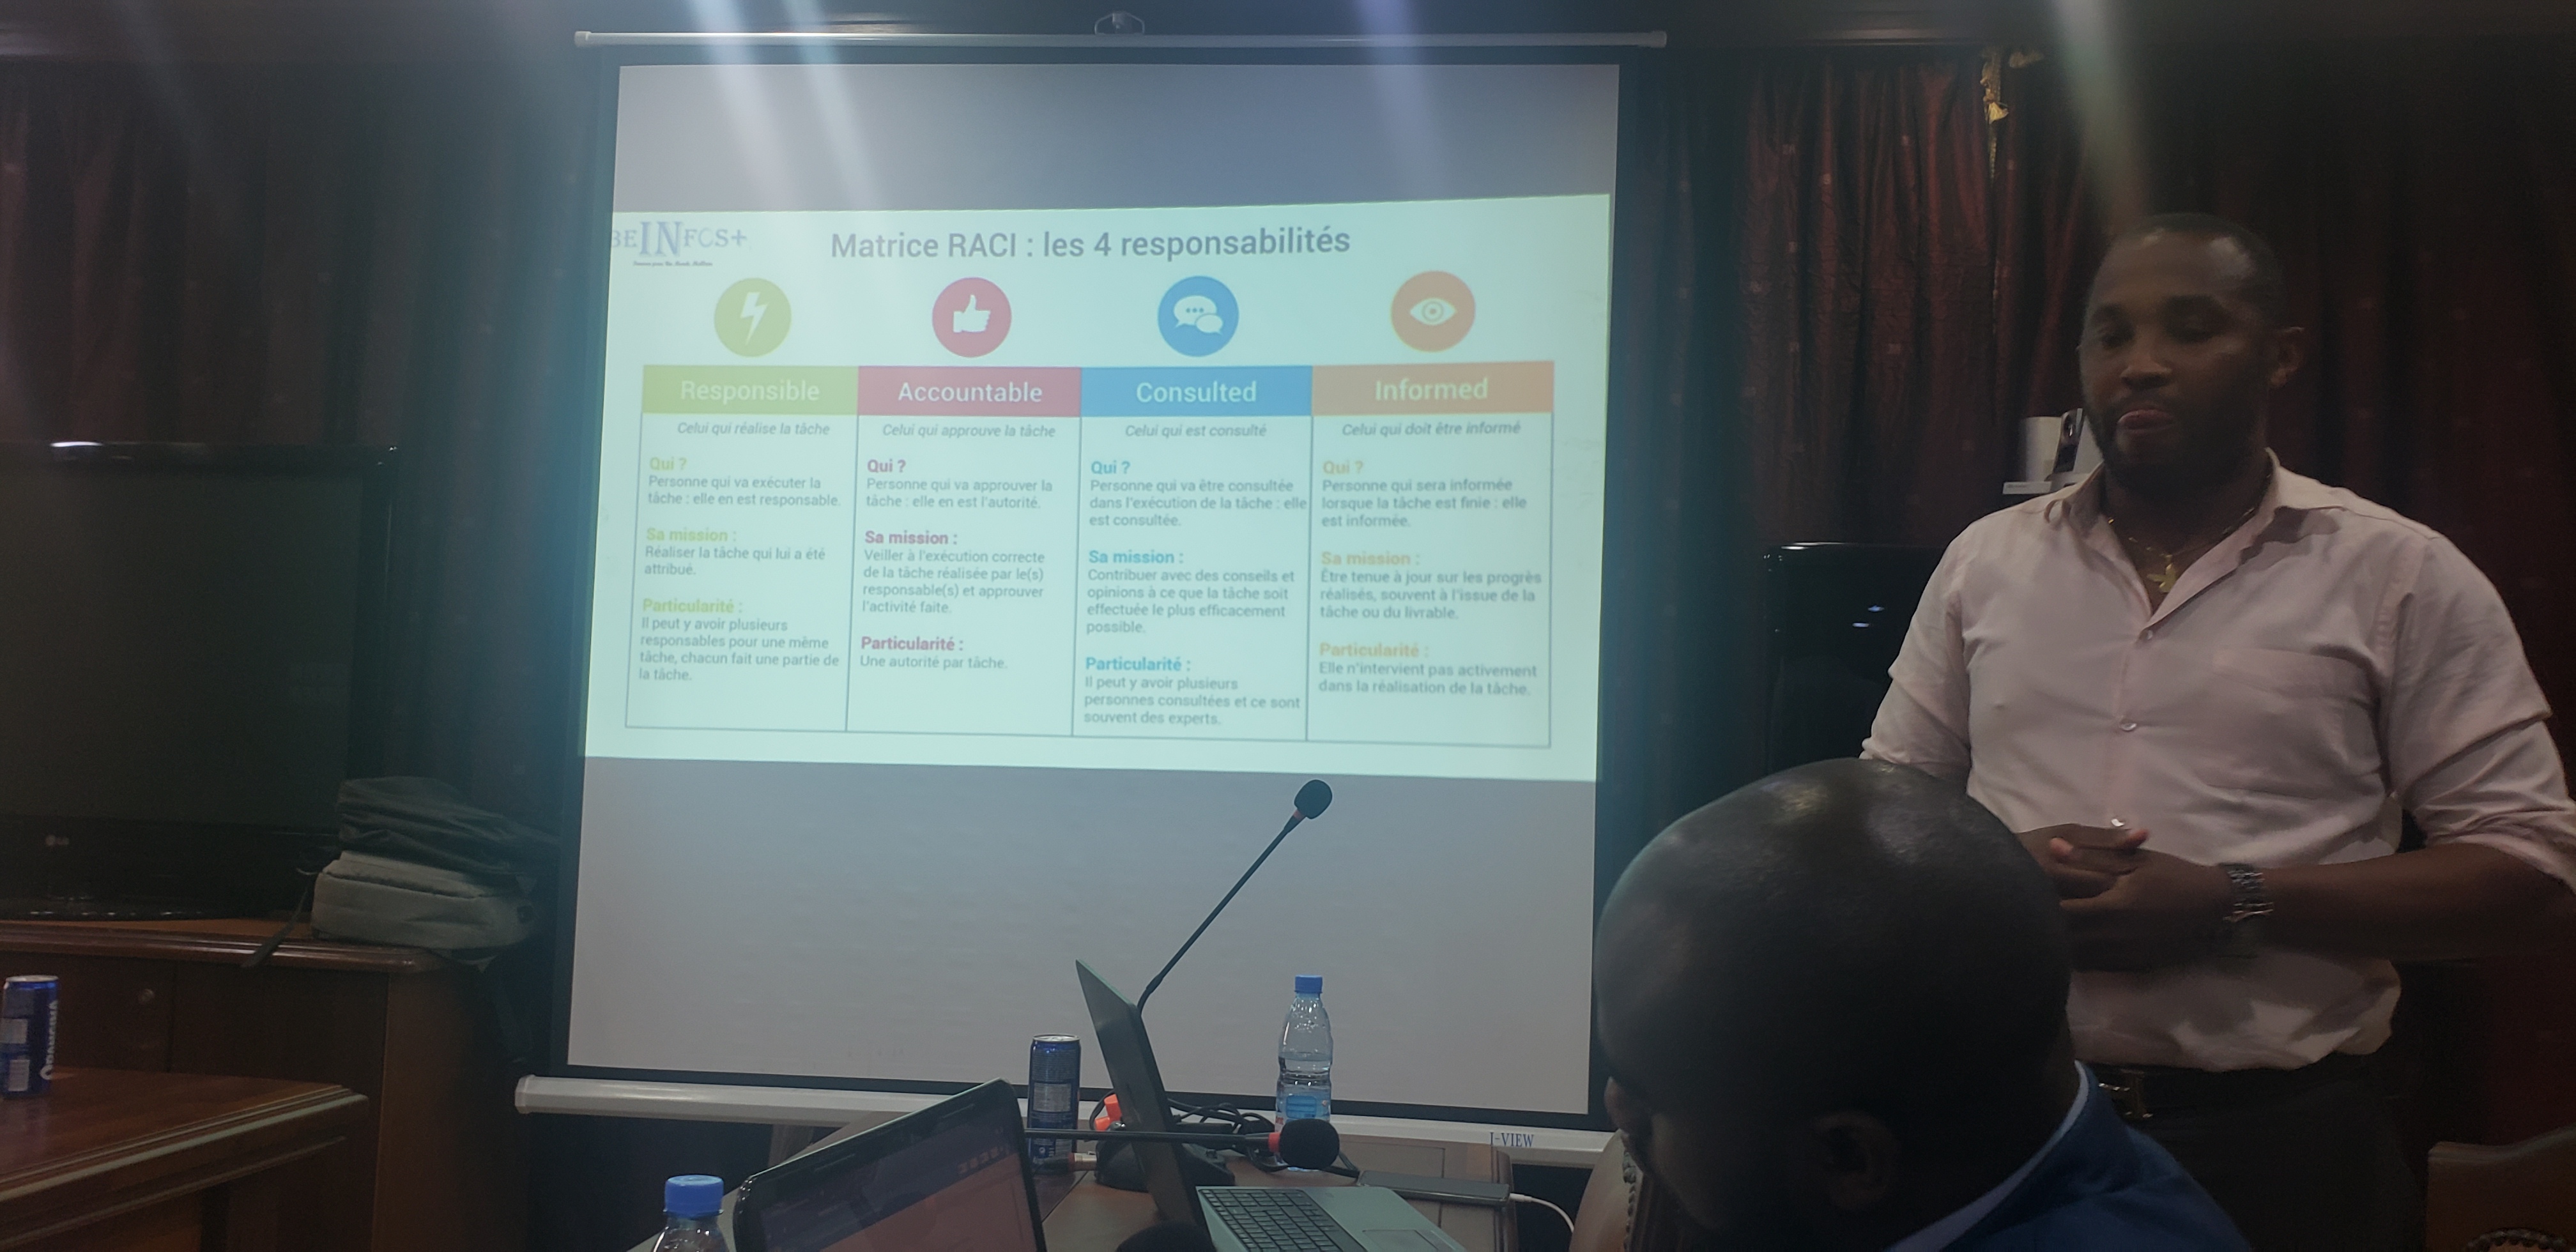 BEINFOS+
Matrice RACI : les 4 responsabilités
Responsible
Celui qui réalise la tâche
Qui ?
Personne qui va exécuter la
tâche : elle en est responsable.
Sa mission :
Réaliser la tâche qui lui a été
attribué.
Particularité :
Il peut y avoir plusieurs
responsables pour une même
tâche, chacun fait une partie de
la tâche.
Accountable
Celui qui approuve la tâche
Qui ?
Personne qui va approuver la
tâche : elle en est l'autorité.
Sa mission :
Veiller à l'exécution correcte
de la tâche réalisée par le(s)
responsable(s) et approuver
l'activité faite.
Particularité :
Une autorité par tâche.
Consulted
Celui qui est consulté
Qui ?
Personne qui va être consultée
dans l'exécution de la tâche : elle
est consultée.
Sa mission :
Contribuer avec des conseils et
opinions à ce que la tâche soit
effectuée le plus efficacement
possible.
Particularité :
Il peut y avoir plusieurs
personnes consultées et ce sont
souvent des experts.
Informed
Celui qui doit être informé
Qui ?
Personne qui sera informée
lorsque la tâche est finie : elle
est informée.
Sa mission :
Être tenue à jour sur les progrès
réalisés, souvent à l'issue de la
tâche ou du livrable.
Particularité :
Elle n'intervient pas activement
dans la réalisation de la tâche.
LG
ORANGINA
J-VIEW